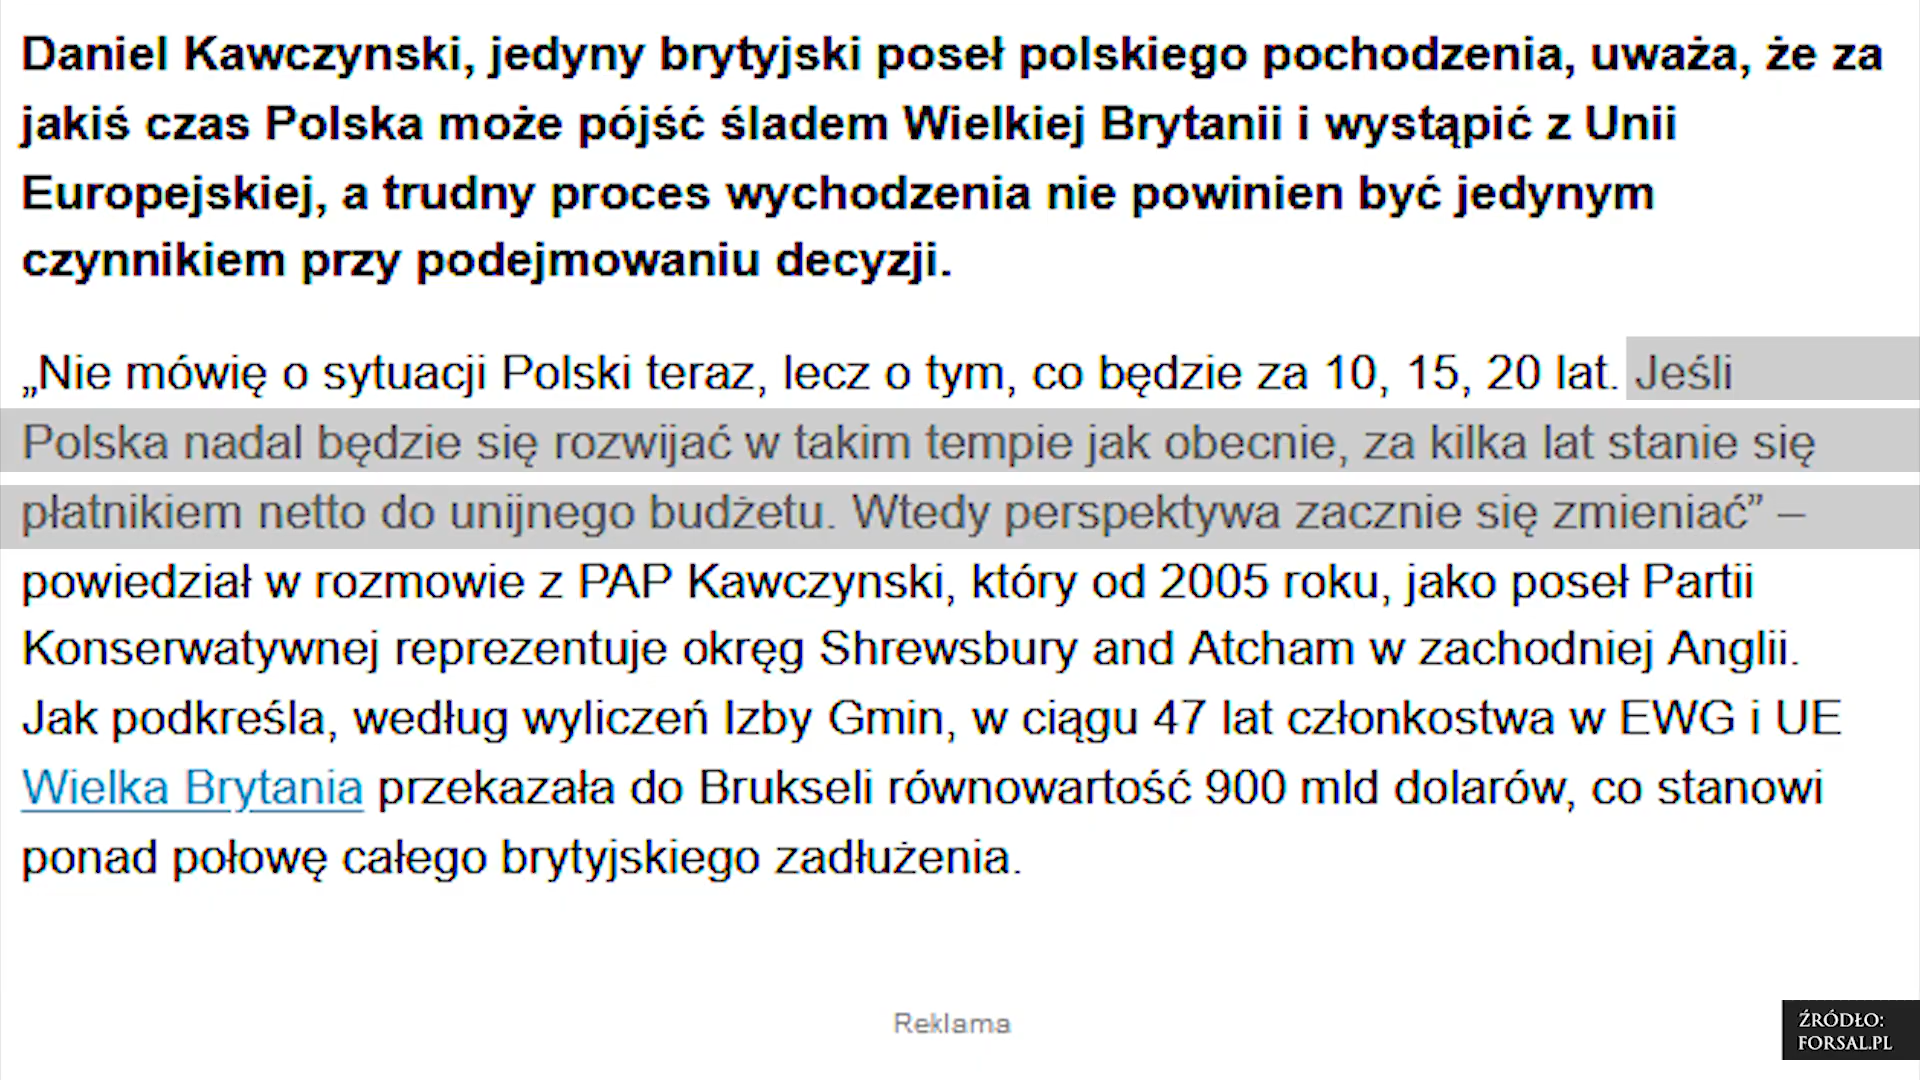 Daniel Kawczynski, jedyny brytyjski poseł polskiego pochodzenia, uważa, że za
jakiś czas Polska może pójść śladem Wielkiej Brytanii i wystąpić z Unii
Europejskiej, a trudny proces wychodzenia nie powinien być jedynym
czynnikiem przy podejmowaniu decyzji.
„Nie mówię o sytuacji Polski teraz, lecz o tym, co będzie za 10, 15, 20 lat. Jeśli
Polska nadal będzie się rozwijać w takim tempie jak obecnie, za kilka lat stanie się
płatnikiem netto do unijnego budżetu. Wtedy perspektywa zacznie się zmieniać” –
powiedział w rozmowie z PAP Kawczynski, który od 2005 roku, jako poseł Partii
Konserwatywnej reprezentuje okręg Shrewsbury and Atcham w zachodniej Anglii.
Jak podkreśla, według wyliczeń Izby Gmin, w ciągu 47 lat członkostwa w EWG i UE
Wielka Brytania przekazała do Brukseli równowartość 900 mld dolarów, co stanowi
ponad połowę całego brytyjskiego zadłużenia.
Reklama
ŹRÓDŁO:
FORSAL.PL